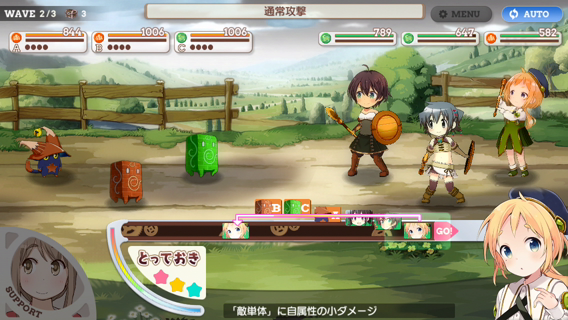 WAVE 2/3 3
通常攻撃
MENU
AUTO
844
A
1006
B
1006
C
789
647
582
B C
GO!
とっておき
SUPPORT
「敵単体」に自属性の小ダメージ